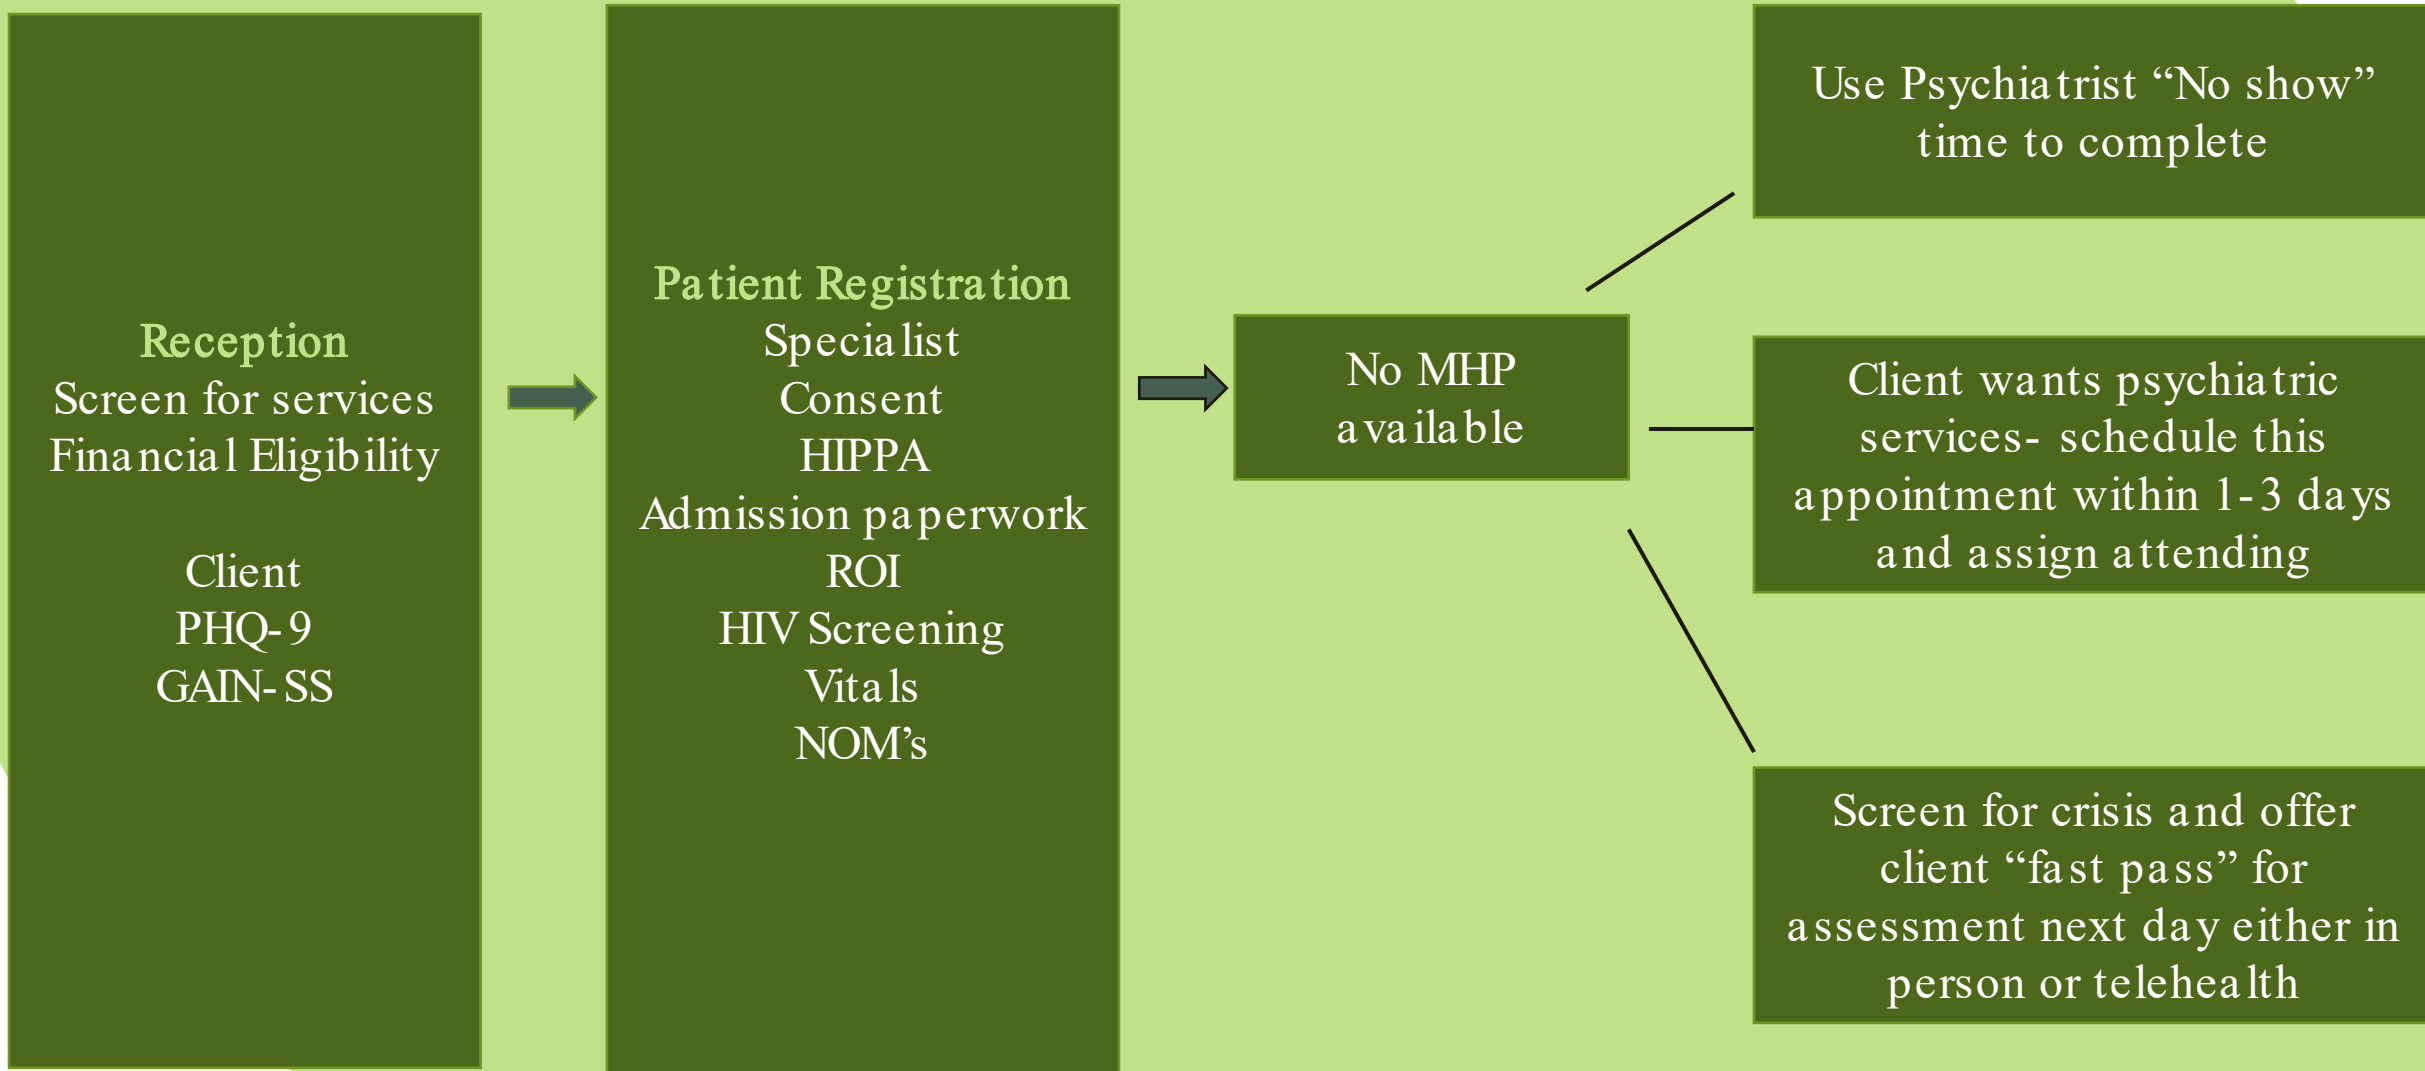 Reception
Screen for services
Financial Eligibility
Client
PHQ-9
GAIN-SS
Patient Registration
Specialist
Consent
HIPPA
Admission paperwork
ROI
HIV Screening
Vitals
NOM’s
No MHP
available
Use Psychiatrist “No show”
time to complete
Client wants psychiatric
services- schedule this
appointment within 1-3 days
and assign attending
Screen for crisis and offer
client “fast pass” for
assessment next day either in
person or telehealth